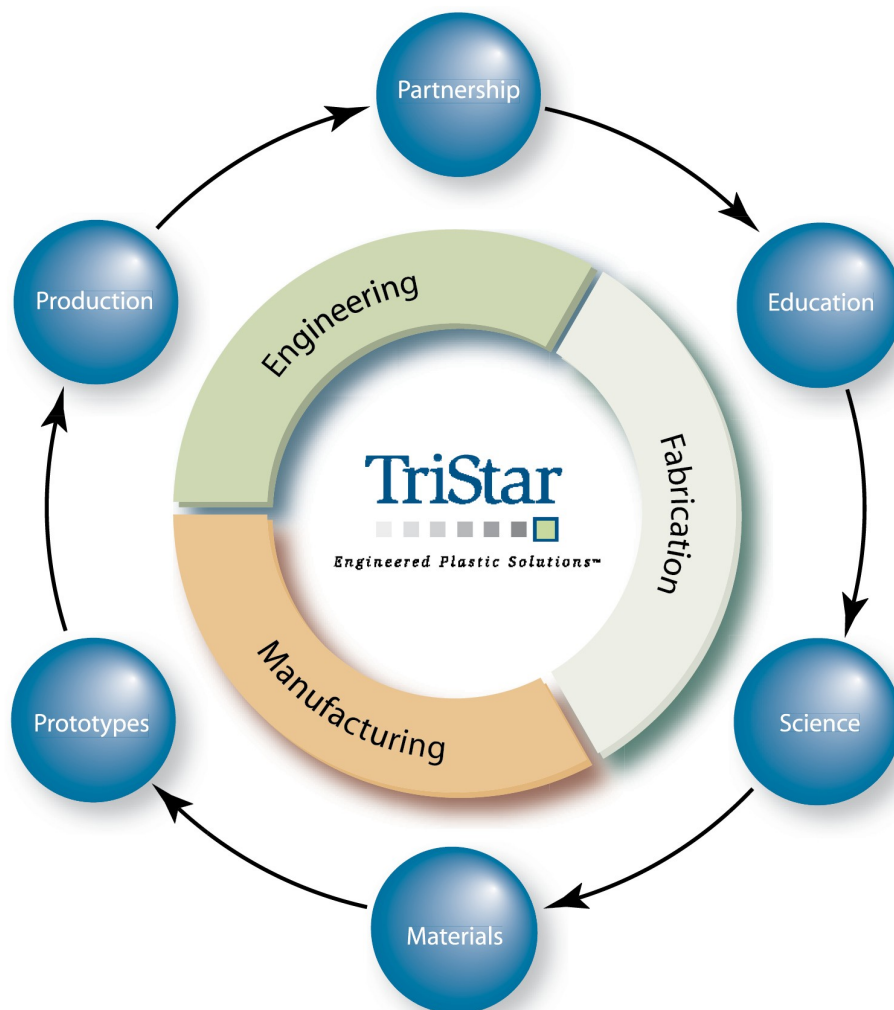 Partnership
Production
Education
Engineering
Fabrication
TriStar
Engineered Plastic Solutions™
Manufacturing
Prototypes
Science
Materials